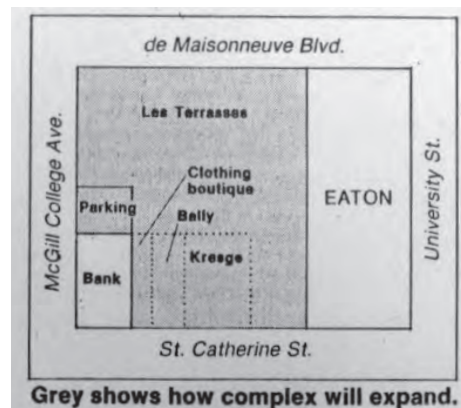 de Maisonneuve Blvd.
McGill College Ave.
Les Terrasses
Clothing
boutique
Parking
Bally
EATON
University St.
Kresge
Bank
St. Catherine St.
Grey shows how complex will expand.